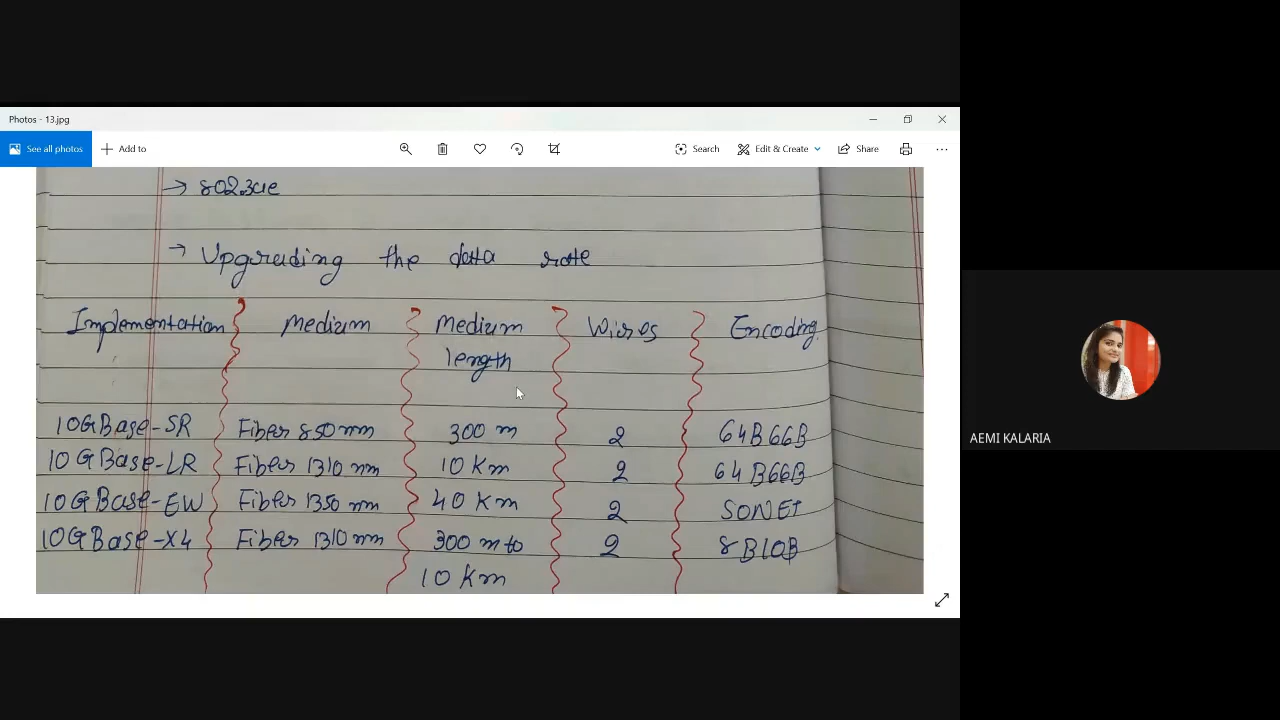 Photos - 13.jpg
See all photos
Add to
Search
Edit & Create
Share
→ 802.3ae
→ Upgrading the data rate
Implementation Medium Medium length Wires Encoding
10GBase-SR Fiber 850 nm 300 m 2 64B66B
10GBase-LR Fiber 1310 nm 10 Km 2 64B66B
10GBase-EW Fiber 1350 nm 40 Km 2 SONET
10GBase-X4 Fiber 1310 nm 300 m to 10 Km 2 8B10B
AEMI KALARIA